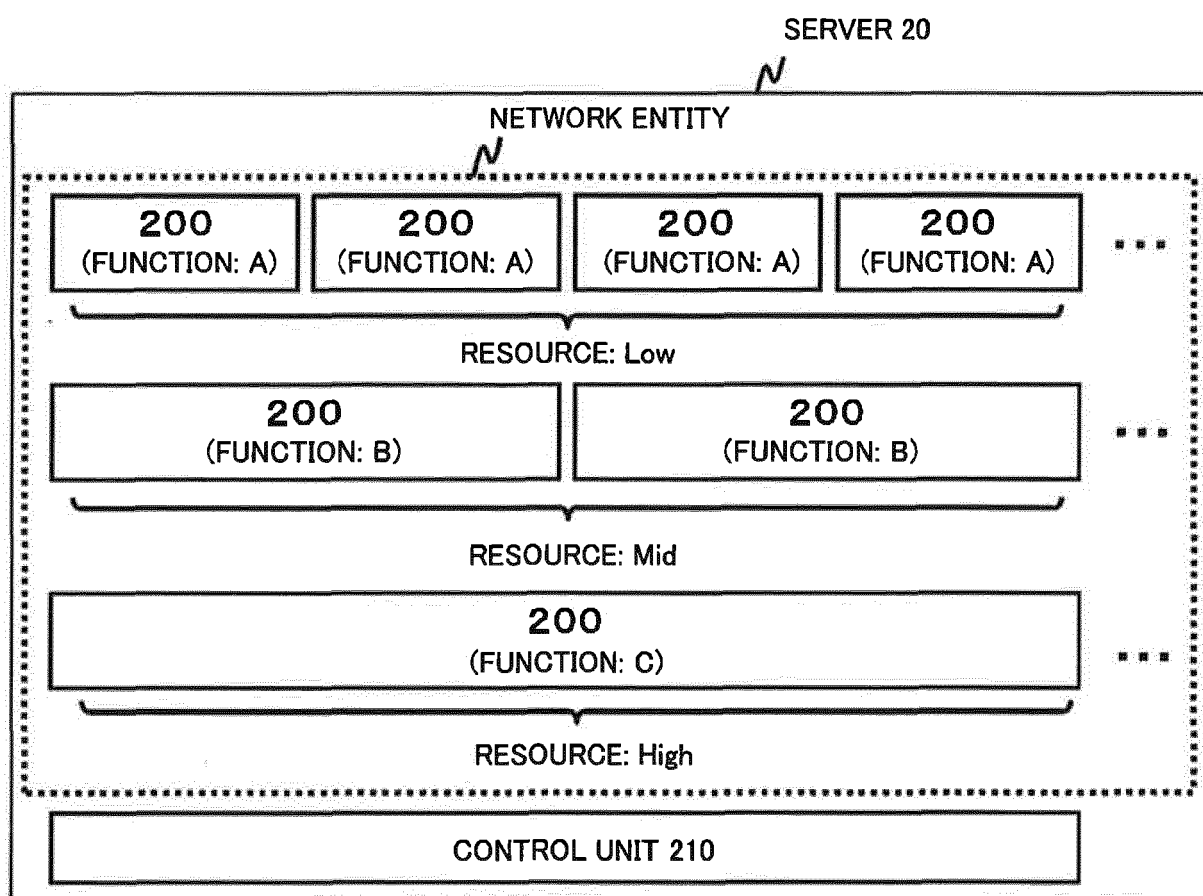 SERVER 20
NETWORK ENTITY
200 200 200 200 ...
(FUNCTION: A) (FUNCTION: A) (FUNCTION: A) (FUNCTION: A)
RESOURCE: Low
200 200 ...
(FUNCTION: B) (FUNCTION: B)
RESOURCE: Mid
200
(FUNCTION: C) ...
RESOURCE: High
CONTROL UNIT 210